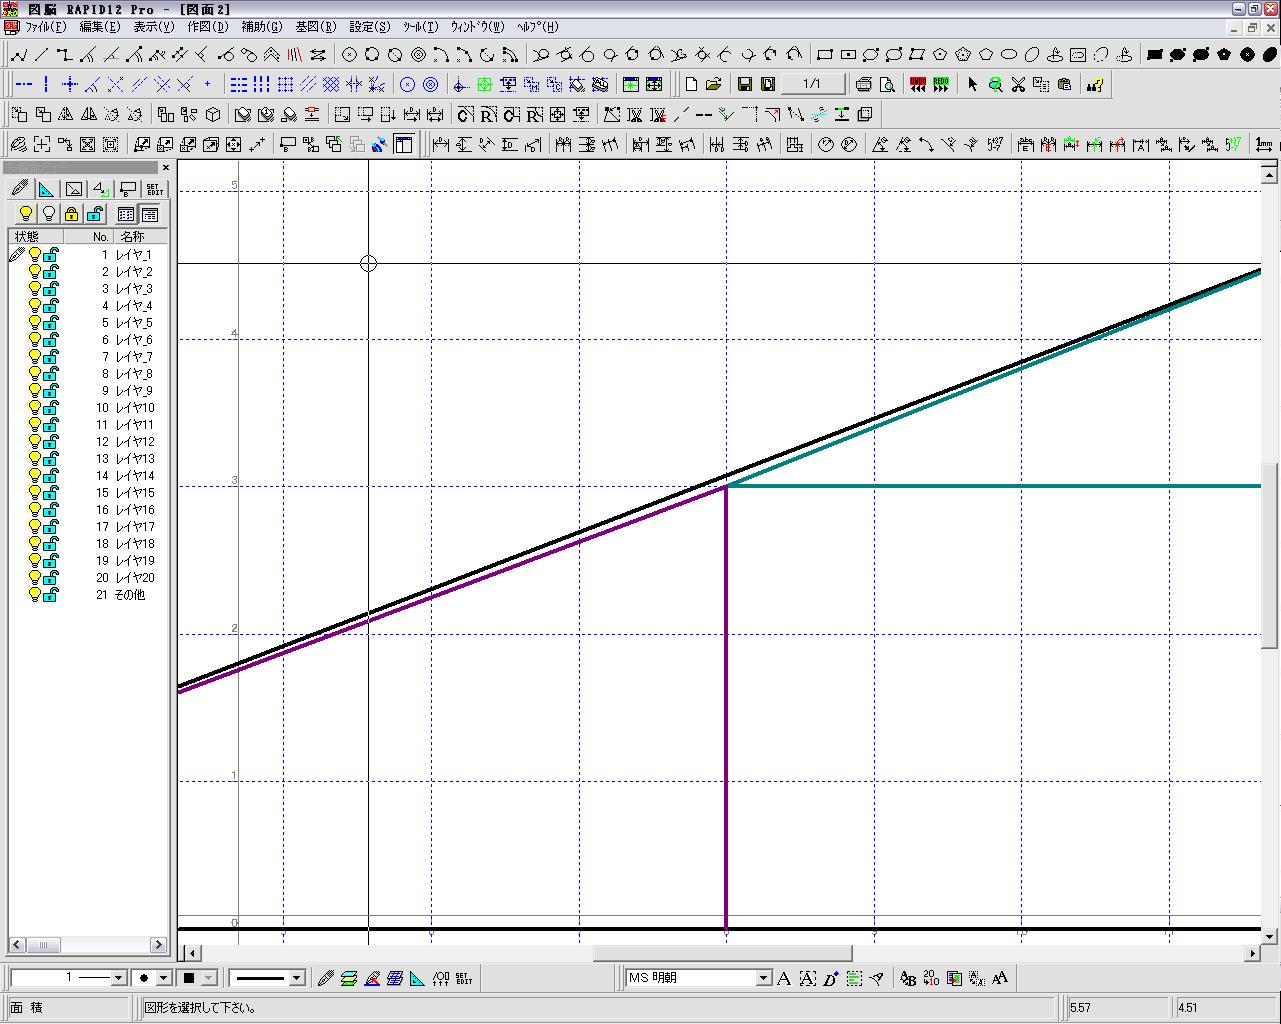 図脳 RAPID12 Pro - [図面2]
ﾌｧｲﾙ(F) 編集(E) 表示(V) 作図(D) 補助(G) 基図(R) 設定(S) ﾂｰﾙ(T) ｳｨﾝﾄﾞｳ(W) ﾍﾙﾌﾟ(H)
1/1
UNDO REDO
1mm
SET EDIT
状態 No. 名称
1 レイヤ_1
2 レイヤ_2
3 レイヤ_3
4 レイヤ_4
5 レイヤ_5
6 レイヤ_6
7 レイヤ_7
8 レイヤ_8
9 レイヤ_9
10 レイヤ10
11 レイヤ11
12 レイヤ12
13 レイヤ13
14 レイヤ14
15 レイヤ15
16 レイヤ16
17 レイヤ17
18 レイヤ18
19 レイヤ19
20 レイヤ20
21 その他
5
4
3
2
1
0
1 SET EDIT MS 明朝
面 積 図形を選択して下さい。 5.57 4.51